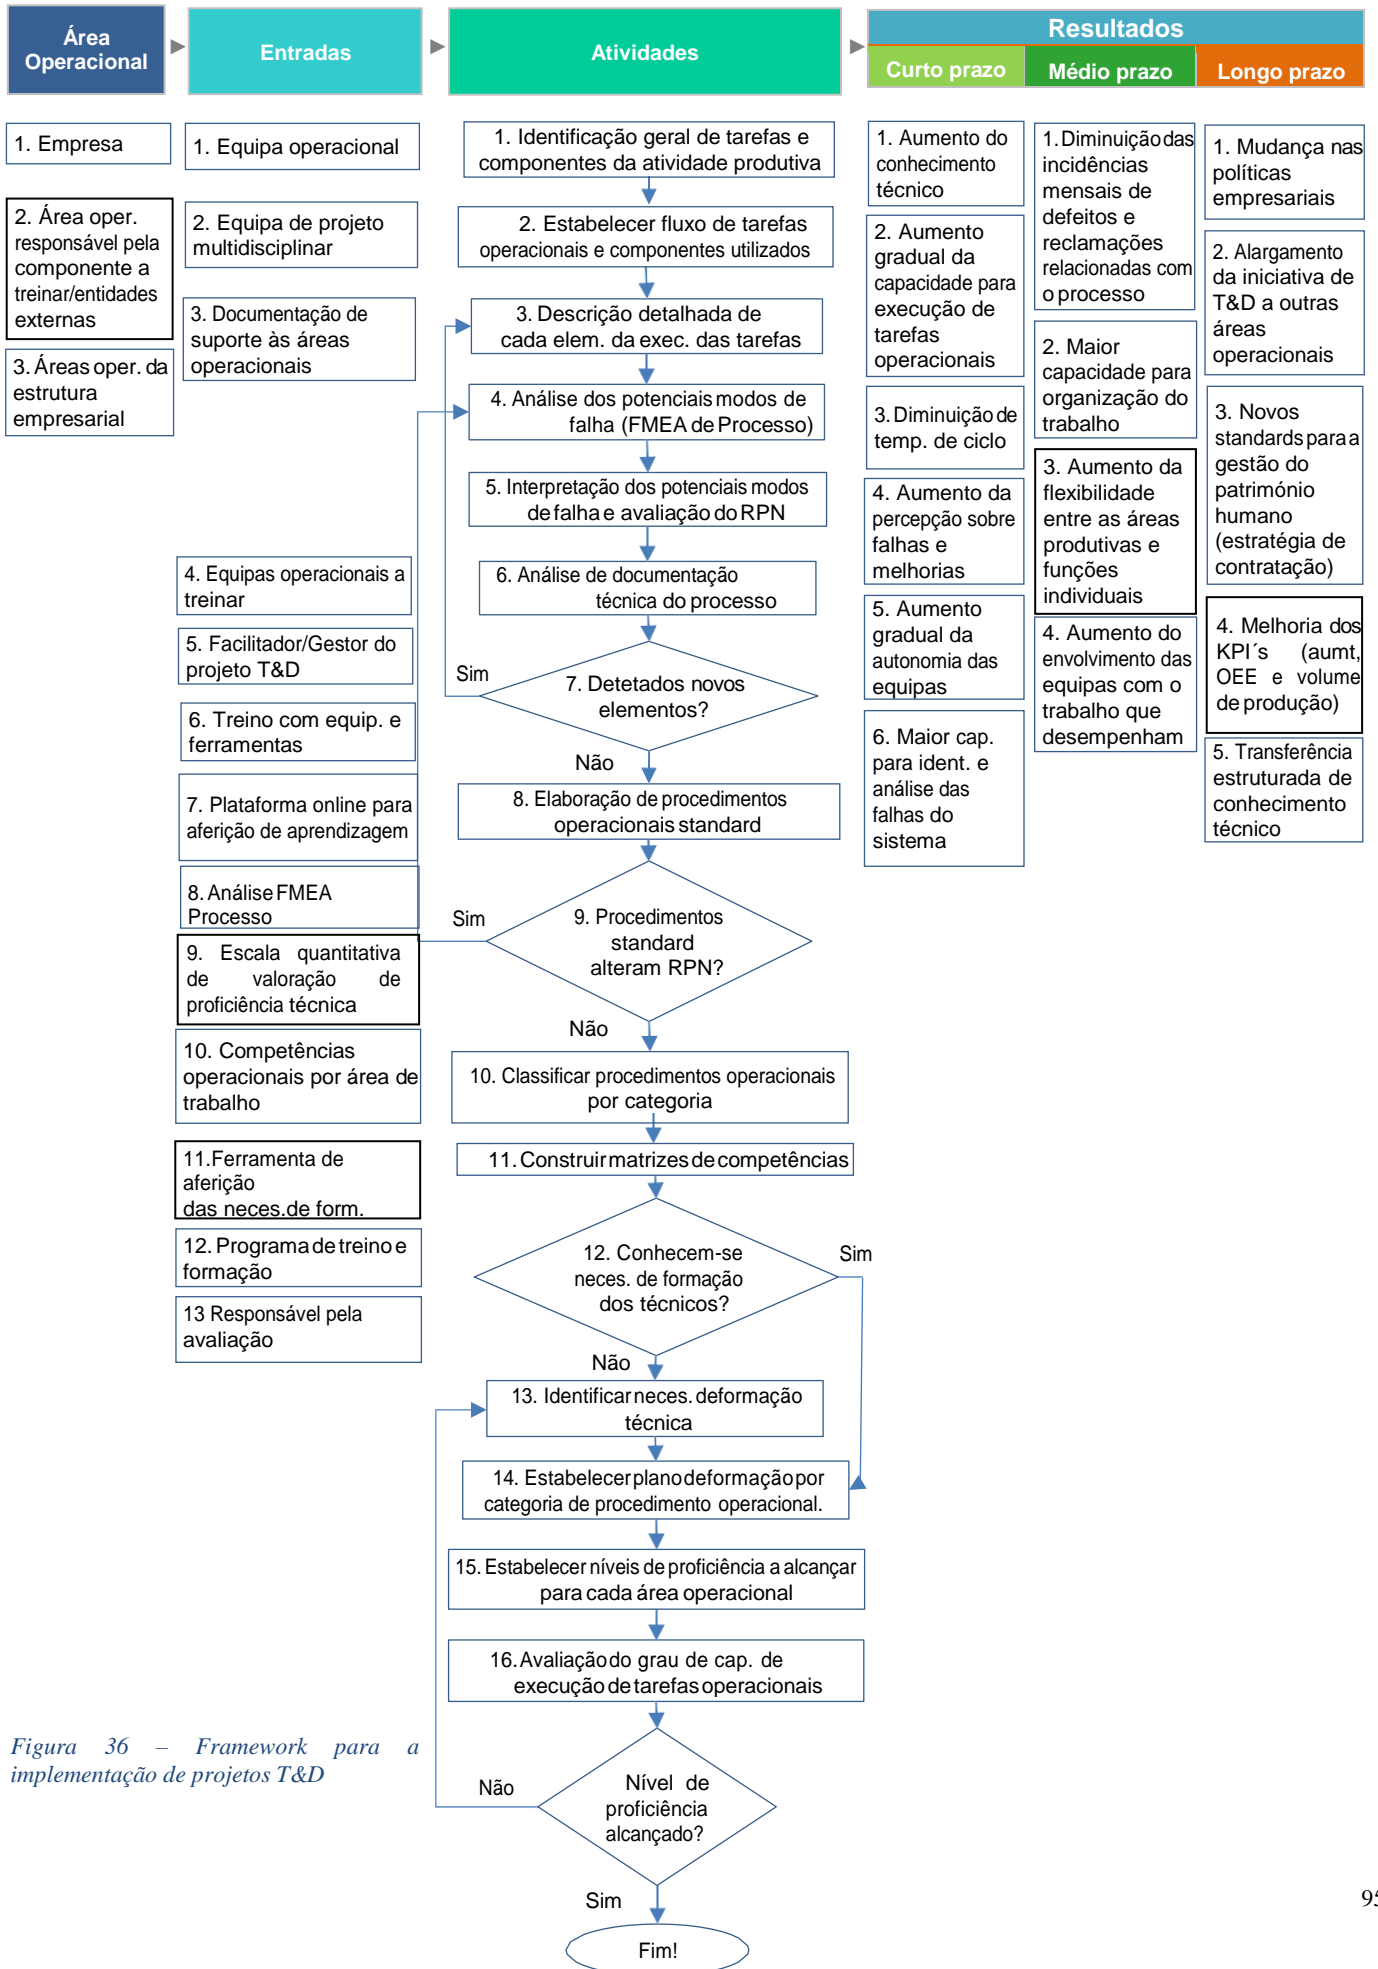 Área
Operacional
Entradas
Atividades
Resultados
Curto prazo
Médio prazo
Longo prazo
1. Empresa
2. Área oper.
responsável pela
componente a
treinar/entidades
externas
3. Áreas oper. da
estrutura
empresarial
1. Equipa operacional
2. Equipa de projeto
multidisciplinar
3. Documentação de
suporte às áreas
operacionais
4. Equipas operacionais a
treinar
5. Facilitador/Gestor do
projeto T&D
6. Treino com equip. e
ferramentas
7. Plataforma online para
aferição de aprendizagem
8. Análise FMEA
Processo
9. Escala quantitativa
de valoração de
proficiência técnica
10. Competências
operacionais por área de
trabalho
11.Ferramenta de
aferição
das neces.de form.
12. Programa de treino e
formação
13 Responsável pela
avaliação
1. Identificação geral de tarefas e
componentes da atividade produtiva
2. Estabelecer fluxo de tarefas
operacionais e componentes utilizados
3. Descrição detalhada de
cada elem. da exec. das tarefas
4. Análise dos potenciais modos de
falha (FMEA de Processo)
5. Interpretação dos potenciais modos
de falha e avaliação do RPN
6. Análise de documentação
técnica do processo
Sim
7. Detetados novos
elementos?
Não
8. Elaboração de procedimentos
operacionais standard
Sim
9. Procedimentos
standard
alteram RPN?
Não
10. Classificar procedimentos operacionais
por categoria
11. Construir matrizes de competências
12. Conhecem-se
neces. de formação
dos técnicos?
Sim
Não
13. Identificar neces. deformação
técnica
14. Estabelecer plano de formação por
categoria de procedimento operacional.
15. Estabelecer níveis de proficiência a alcançar
para cada área operacional
16. Avaliação do grau de cap. de
execução de tarefas operacionais
Não
Nível de
proficiência
alcançado?
Sim
Fim!
1. Aumento do
conhecimento
técnico
2. Aumento
gradual da
capacidade para
execução de
tarefas
operacionais
3. Diminuição de
temp. de ciclo
4. Aumento da
percepção sobre
falhas e
melhorias
5. Aumento
gradual da
autonomia das
equipas
6. Maior cap.
para ident. e
análise das
falhas do
sistema
1. Diminuição das
incidências
mensais de
defeitos e
reclamações
relacionadas com
o processo
2. Maior
capacidade para
organização do
trabalho
3. Aumento da
flexibilidade
entre as áreas
produtivas e
funções
individuais
4. Aumento do
envolvimento das
equipas com o
trabalho que
desempenham
1. Mudança nas
políticas
empresariais
2. Alargamento
da iniciativa de
T&D a outras
áreas
operacionais
3. Novos
standards para a
gestão do
património
humano
(estratégia de
contratação)
4. Melhoria dos
KPI´s (aumt,
OEE e volume
de produção)
5. Transferência
estruturada de
conhecimento
técnico
Figura 36 – Framework para a
implementação de projetos T&D
95